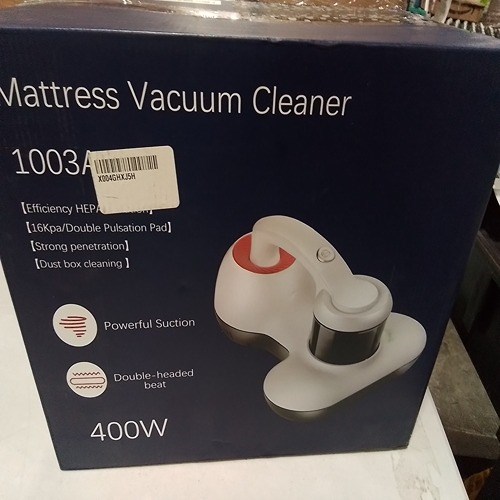 Mattress Vacuum Cleaner
1003A
X004GHXJ5H
【Efficiency HEPA
【16Kpa/Double Pulsation Pad】
【Strong penetration】
【Dust box cleaning 】
Powerful Suction
Double-headed
beat
400W